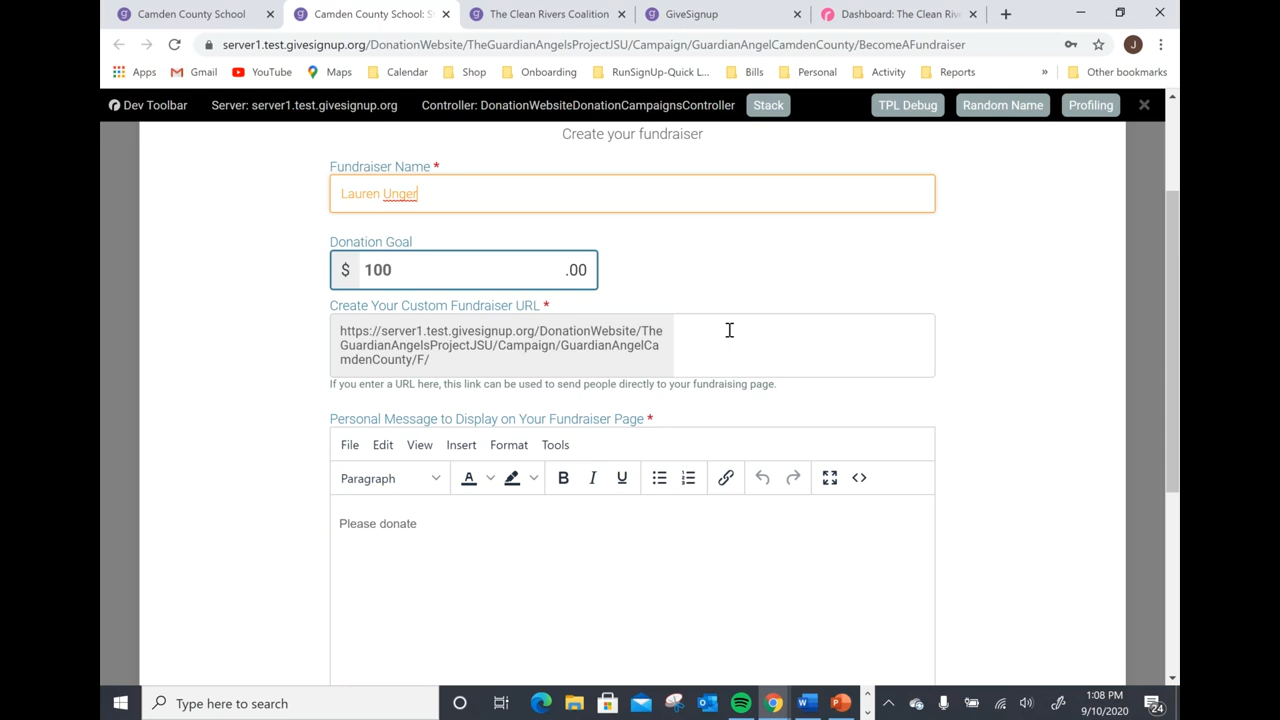 Camden County School
Camden County School: S
The Clean Rivers Coalition
GiveSignup
Dashboard: The Clean Rive
server1.test.givesignup.org/DonationWebsite/TheGuardianAngelsProjectJSU/Campaign/GuardianAngelCamdenCounty/BecomeAFundraiser
J
Apps
Gmail
YouTube
Maps
Calendar
Shop
Onboarding
RunSignUp-Quick L...
Bills
Personal
Activity
Reports
»
Other bookmarks
Dev Toolbar
Server: server1.test.givesignup.org
Controller: DonationWebsiteDonationCampaignsController
Stack
TPL Debug
Random Name
Profiling
Create your fundraiser
Fundraiser Name *
Lauren Unger
Donation Goal
$ 100 .00
Create Your Custom Fundraiser URL *
https://server1.test.givesignup.org/DonationWebsite/The
GuardianAngelsProjectJSU/Campaign/GuardianAngelCa
mdenCounty/F/
If you enter a URL here, this link can be used to send people directly to your fundraising page.
Personal Message to Display on Your Fundraiser Page *
File Edit View Insert Format Tools
Paragraph A B I U
Please donate
Type here to search
1:08 PM
9/10/2020
24